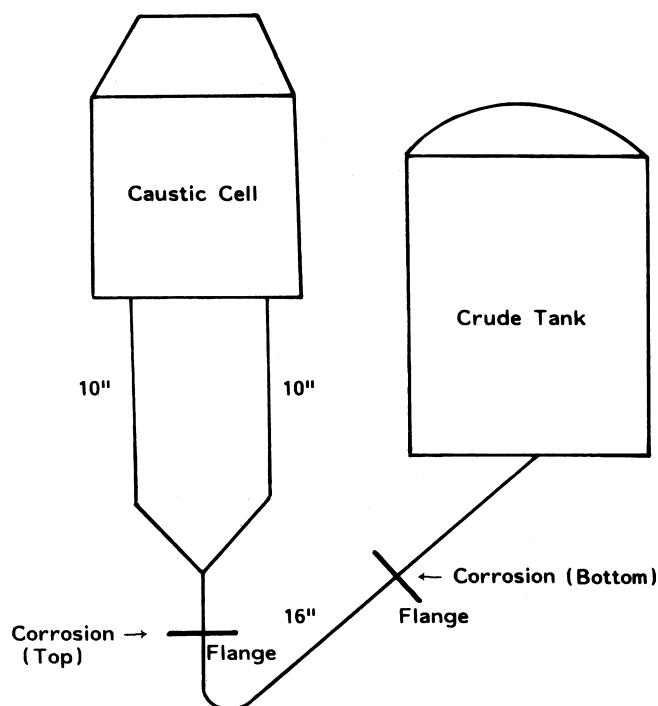 Caustic Cell
Crude Tank
10"
10"
Corrosion (Bottom)
Flange
16"
Corrosion
(Top)
Flange